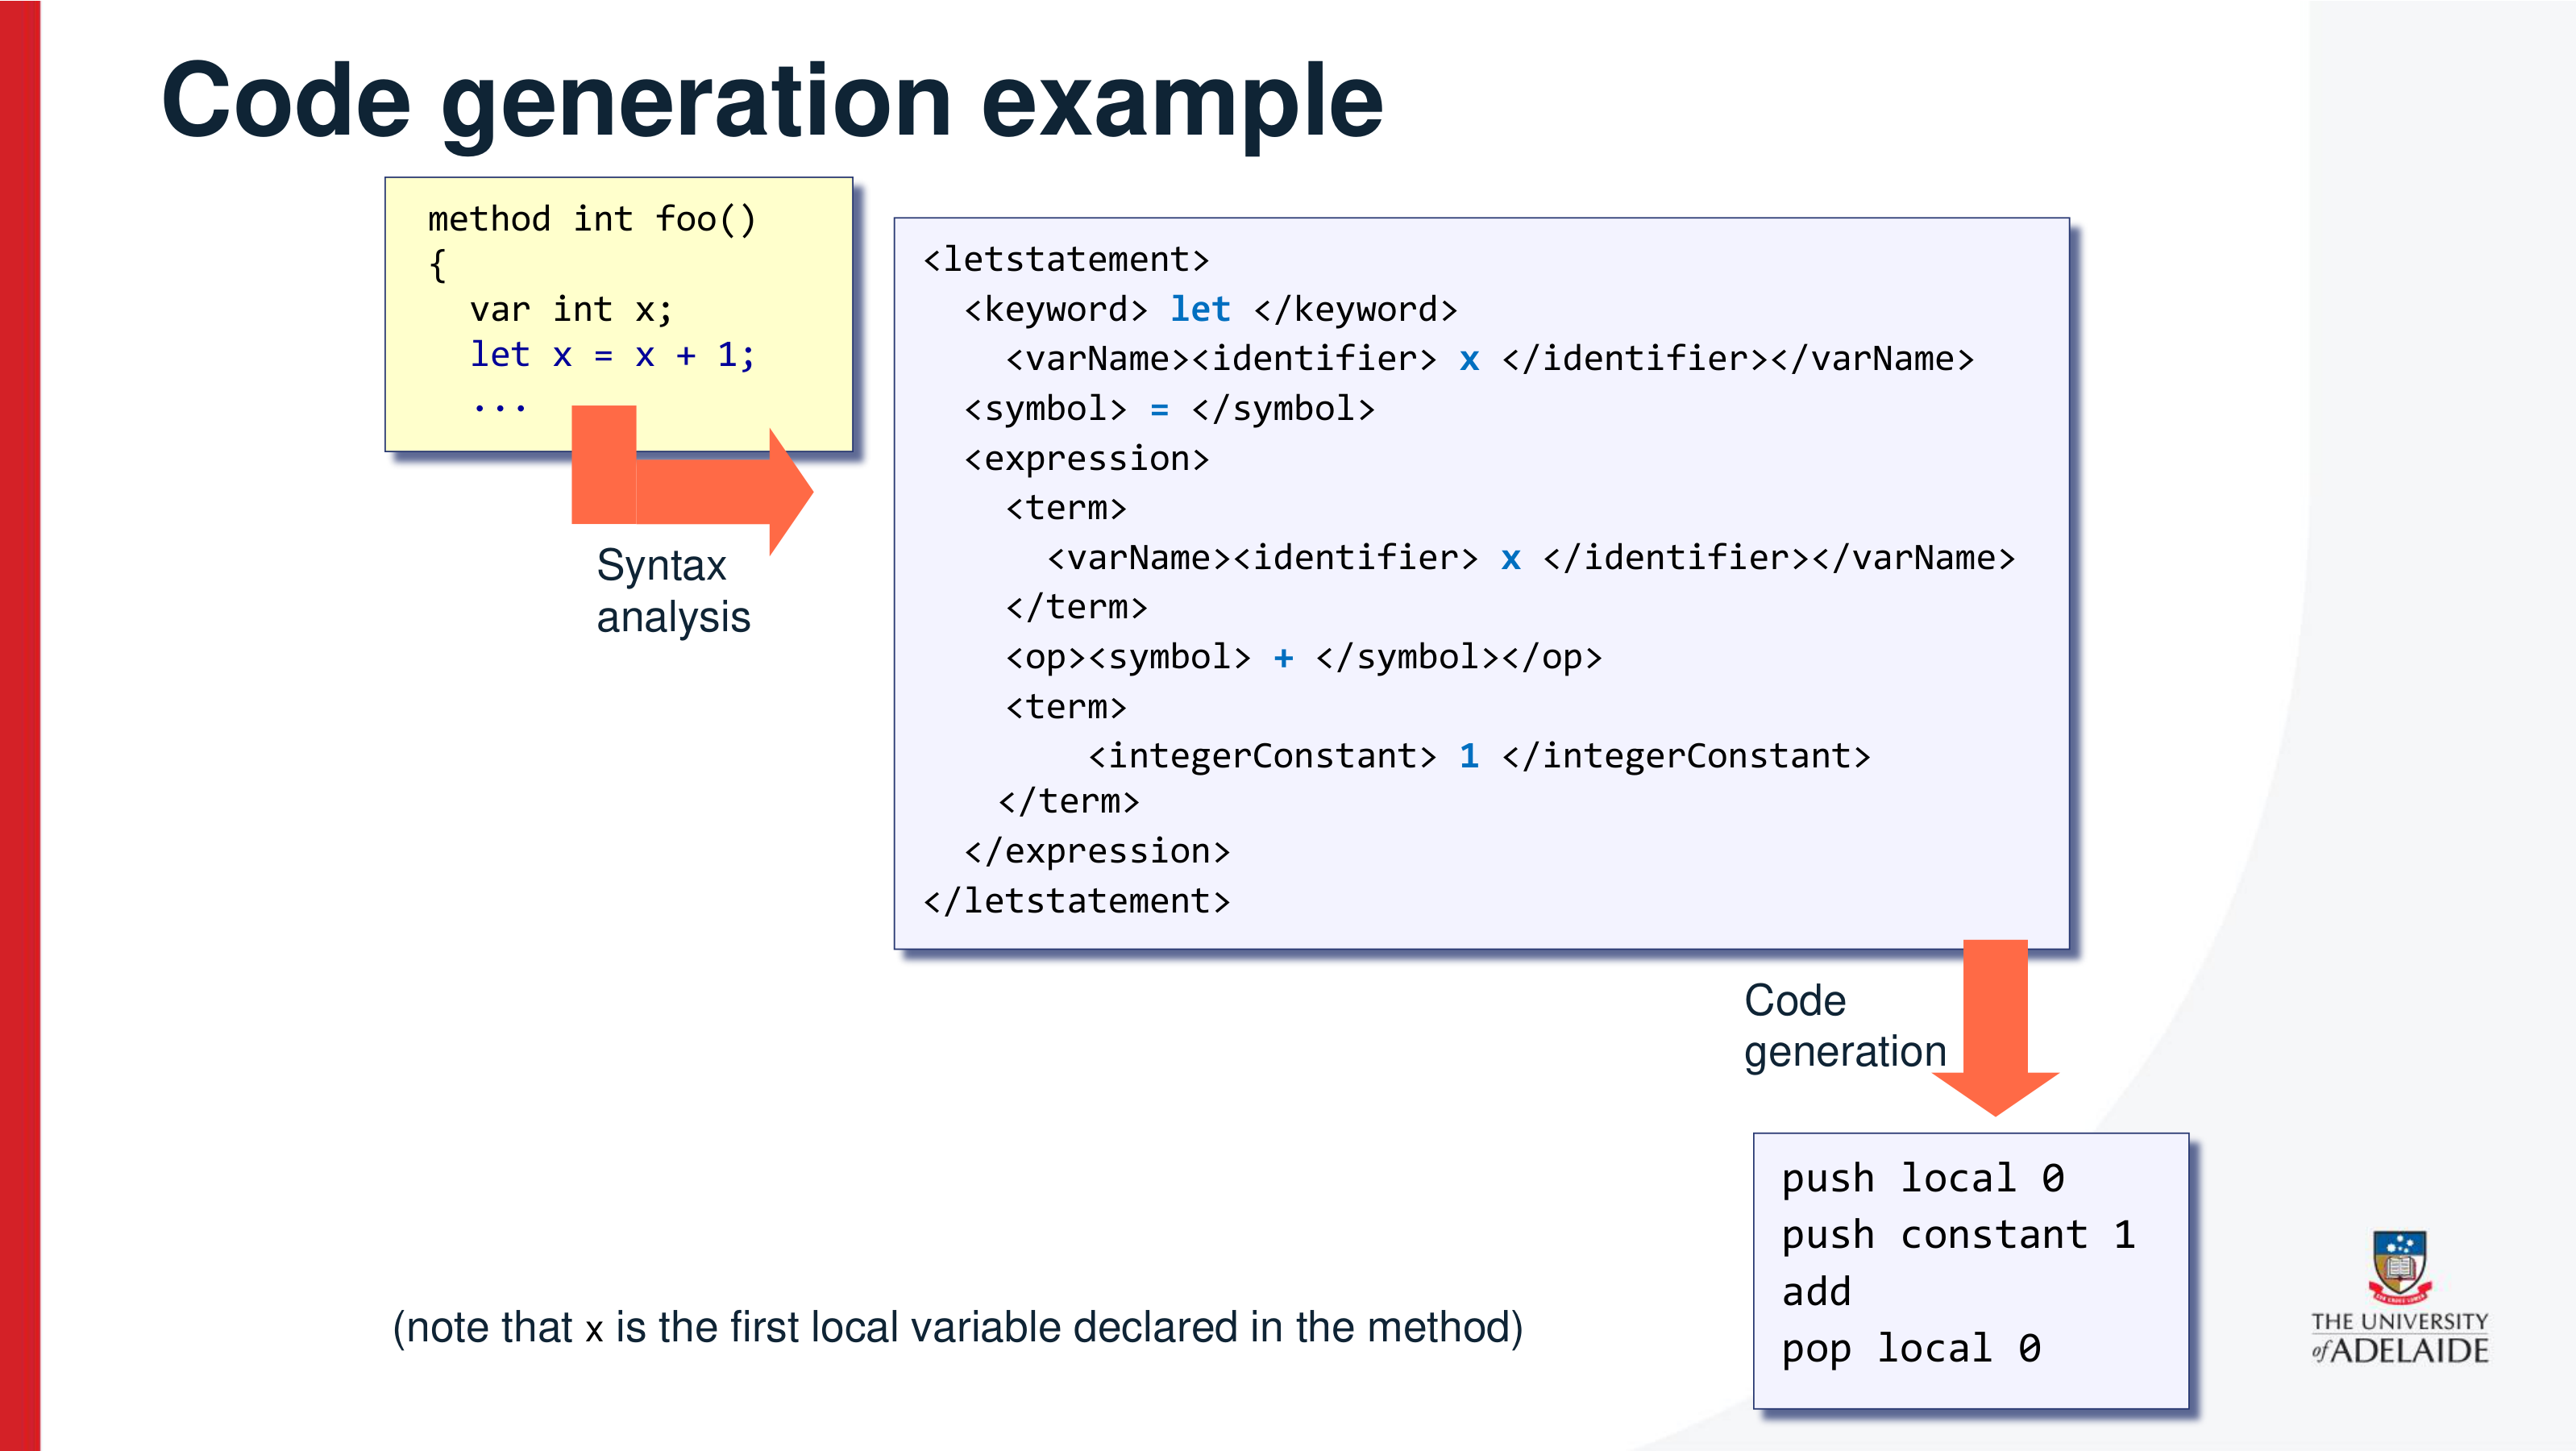 Code generation example
method int foo()
{
  var int x;
  let x = x + 1;
  ...
Syntax
analysis
<letstatement>
  <keyword> let </keyword>
    <varName><identifier> x </identifier></varName>
  <symbol> = </symbol>
  <expression>
    <term>
      <varName><identifier> x </identifier></varName>
    </term>
    <op><symbol> + </symbol></op>
    <term>
        <integerConstant> 1 </integerConstant>
    </term>
  </expression>
</letstatement>
Code
generation
push local 0
push constant 1
add
pop local 0
(note that x is the first local variable declared in the method)
THE UNIVERSITY
of ADELAIDE